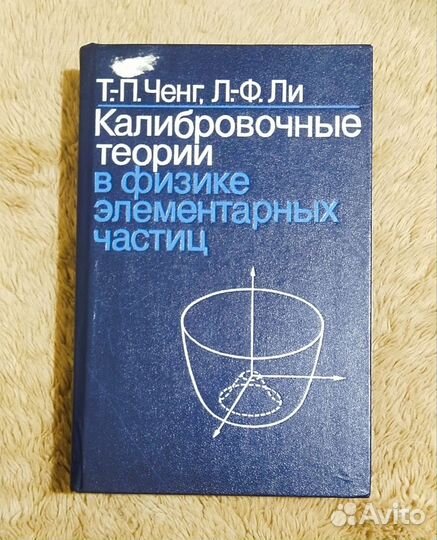 Т.-П. Ченг, Л.-Ф. Ли
Калибровочные
теории
в физике
элементарных
частиц
Avito